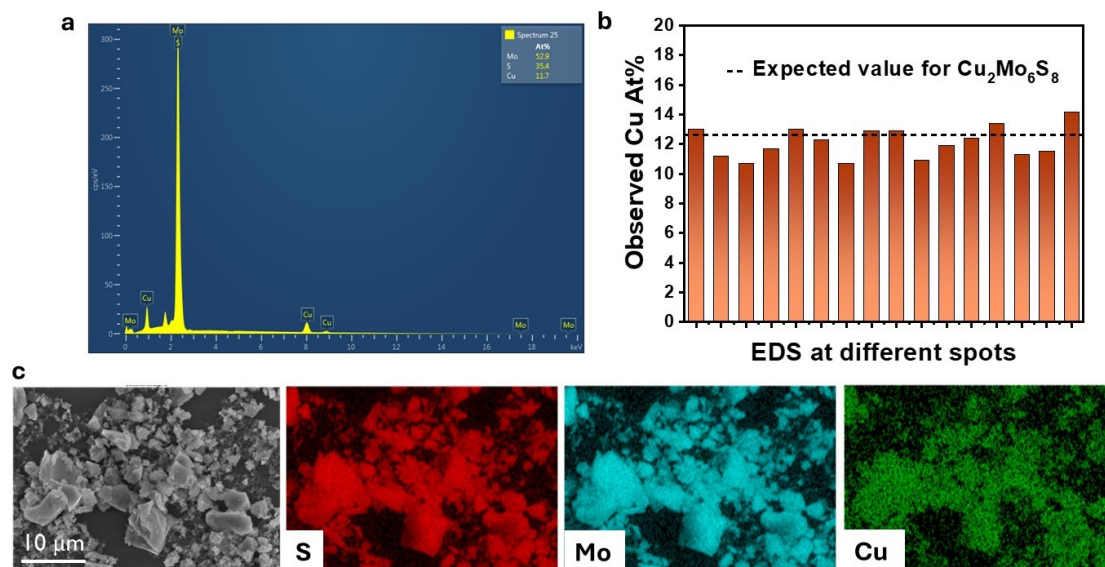 a
Mo
S
Spectrum 25
At%
Mo 52.9
S 35.4
Cu 11.7
300
250
200
150
100
50
0
cps/eV
Mo
Cu
Cu
Cu
Mo
Mo
0 2 4 6 8 10 12 14 16 18 keV
b
20
18
16
14
12
10
8
6
4
2
0
Observed Cu At%
Expected value for Cu₂Mo₆S₈
EDS at different spots
c
10 μm
S
Mo
Cu